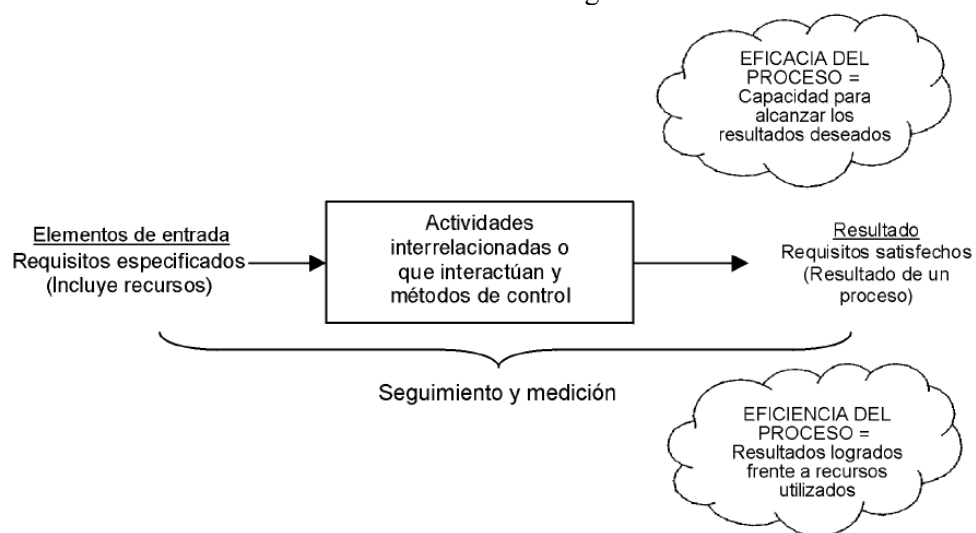 EFICACIA DEL
PROCESO =
Capacidad para
alcanzar los
resultados deseados
Elementos de entrada
Requisitos especificados
(Incluye recursos)
Actividades
interrelacionadas o
que interactúan y
métodos de control
Resultado
Requisitos satisfechos
(Resultado de un
proceso)
Seguimiento y medición
EFICIENCIA DEL
PROCESO =
Resultados logrados
frente a recursos
utilizados